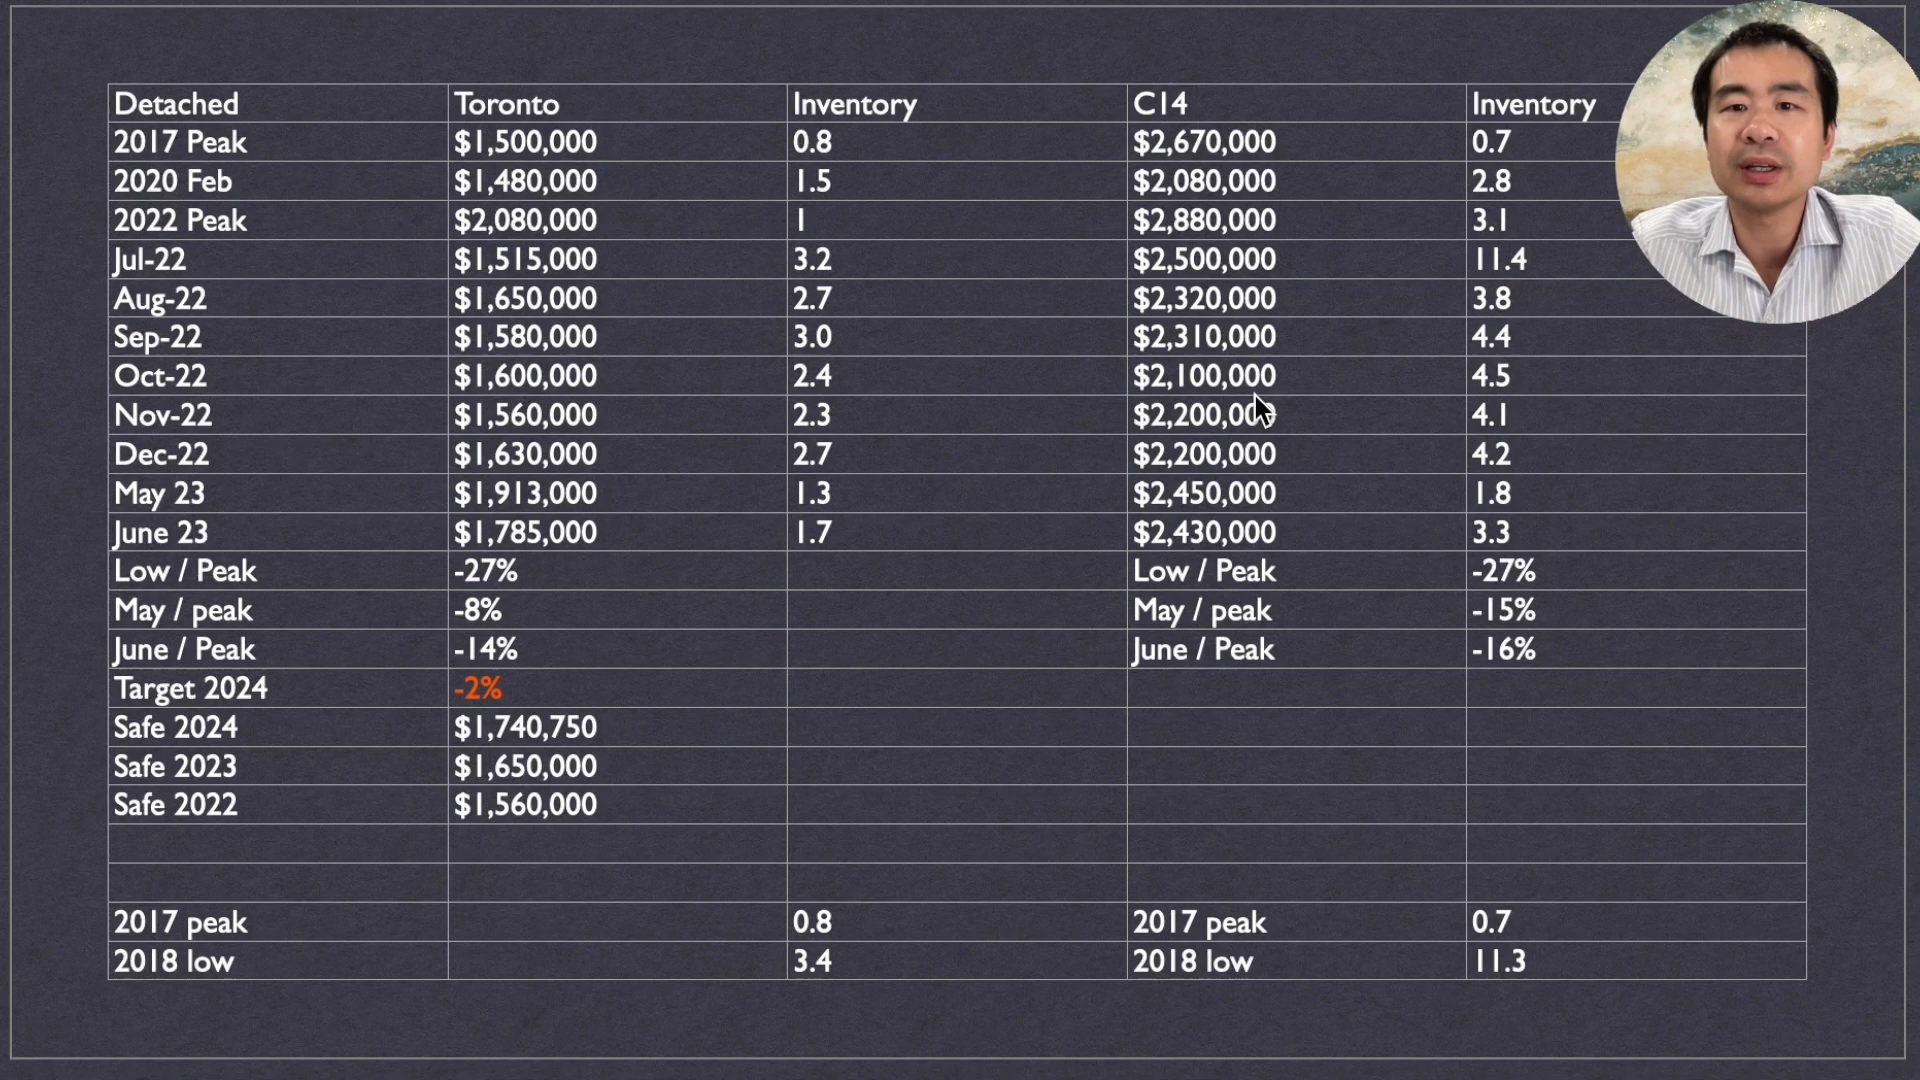 Detached Toronto Inventory C14 Inventory
2017 Peak $1,500,000 0.8 $2,670,000 0.7
2020 Feb $1,480,000 1.5 $2,080,000 2.8
2022 Peak $2,080,000 1 $2,880,000 3.1
Jul-22 $1,515,000 3.2 $2,500,000 11.4
Aug-22 $1,650,000 2.7 $2,320,000 3.8
Sep-22 $1,580,000 3.0 $2,310,000 4.4
Oct-22 $1,600,000 2.4 $2,100,000 4.5
Nov-22 $1,560,000 2.3 $2,200,000 4.1
Dec-22 $1,630,000 2.7 $2,200,000 4.2
May 23 $1,913,000 1.3 $2,450,000 1.8
June 23 $1,785,000 1.7 $2,430,000 3.3
Low / Peak -27% Low / Peak -27%
May / peak -8% May / peak -15%
June / Peak -14% June / Peak -16%
Target 2024 -2%
Safe 2024 $1,740,750
Safe 2023 $1,650,000
Safe 2022 $1,560,000
2017 peak 0.8 2017 peak 0.7
2018 low 3.4 2018 low 11.3